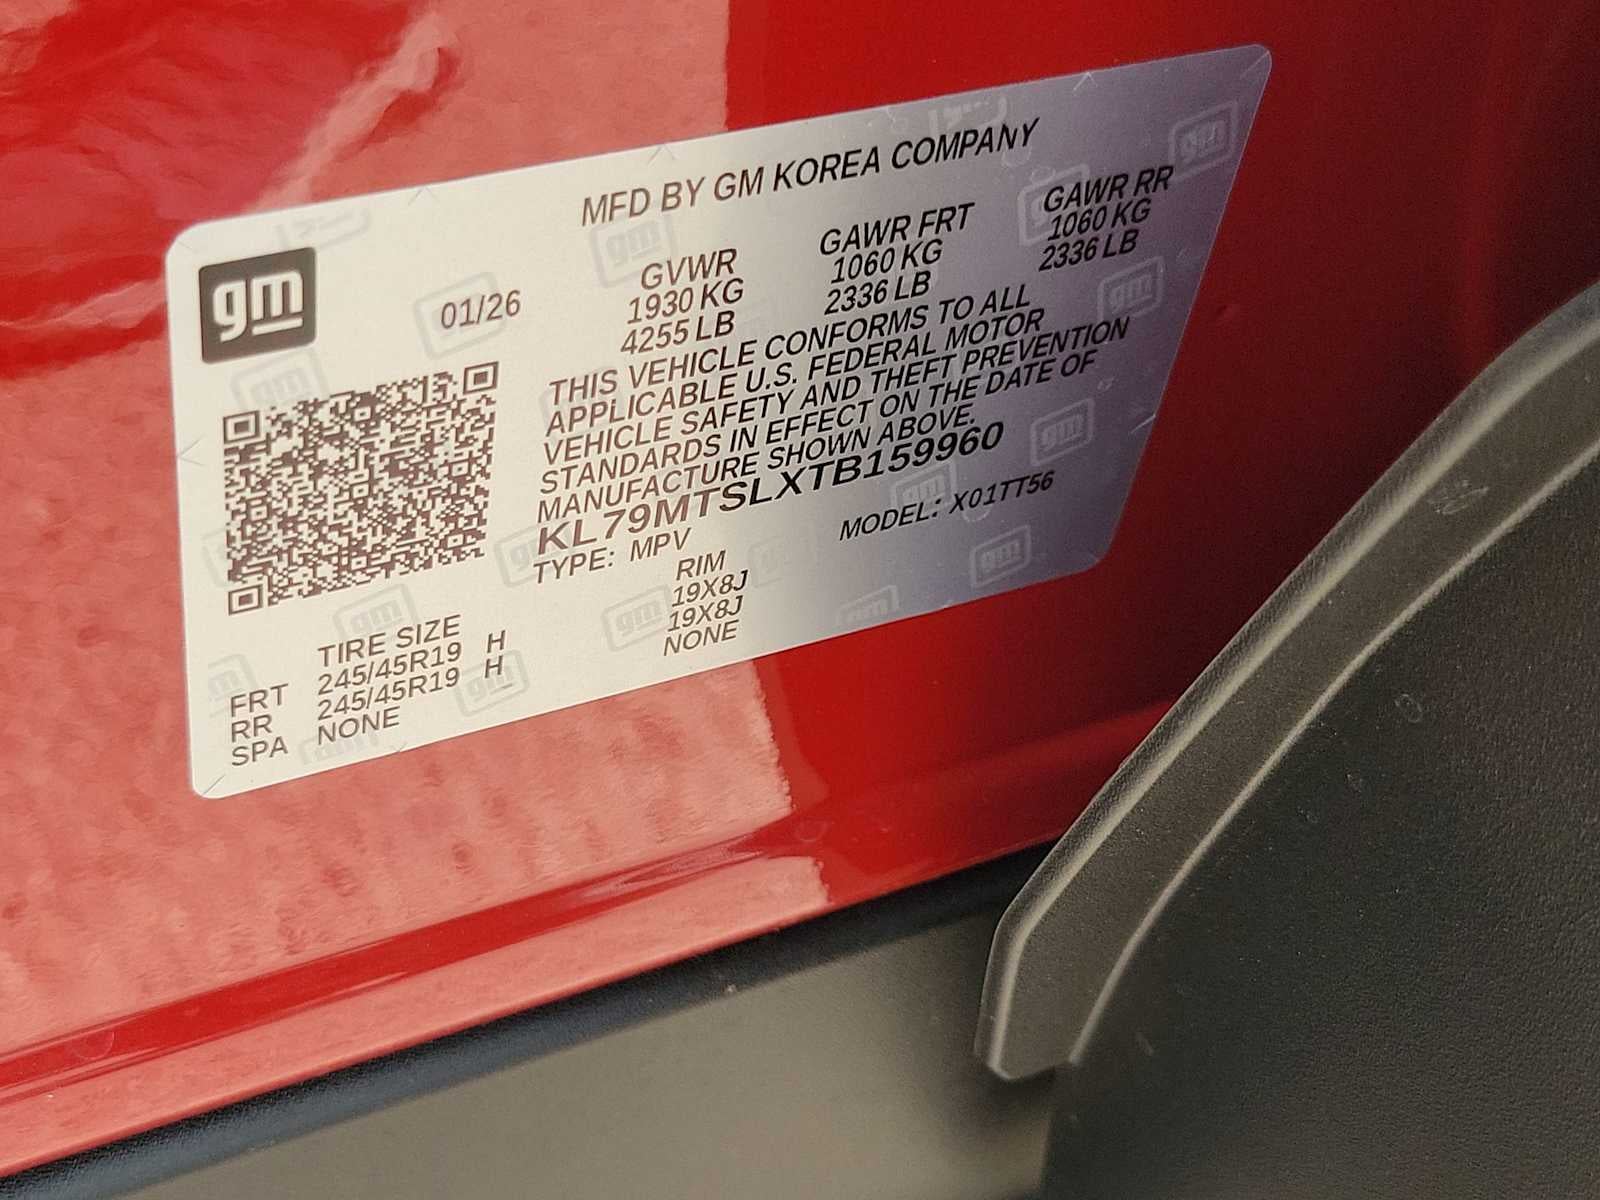 MFD BY GM KOREA COMPANY
gm
01/26
GVWR GAWR FRT GAWR RR
1930 KG 1060 KG 1060 KG
4255 LB 2336 LB 2336 LB
THIS VEHICLE CONFORMS TO ALL
APPLICABLE U.S. FEDERAL MOTOR
VEHICLE SAFETY AND THEFT PREVENTION
STANDARDS IN EFFECT ON THE DATE OF
MANUFACTURE SHOWN ABOVE.
KL79MTSLXTB159960
TYPE: MPV MODEL: X01TT56
TIRE SIZE RIM
FRT 245/45R19 H 19X8J
RR 245/45R19 H 19X8J
SPA NONE NONE